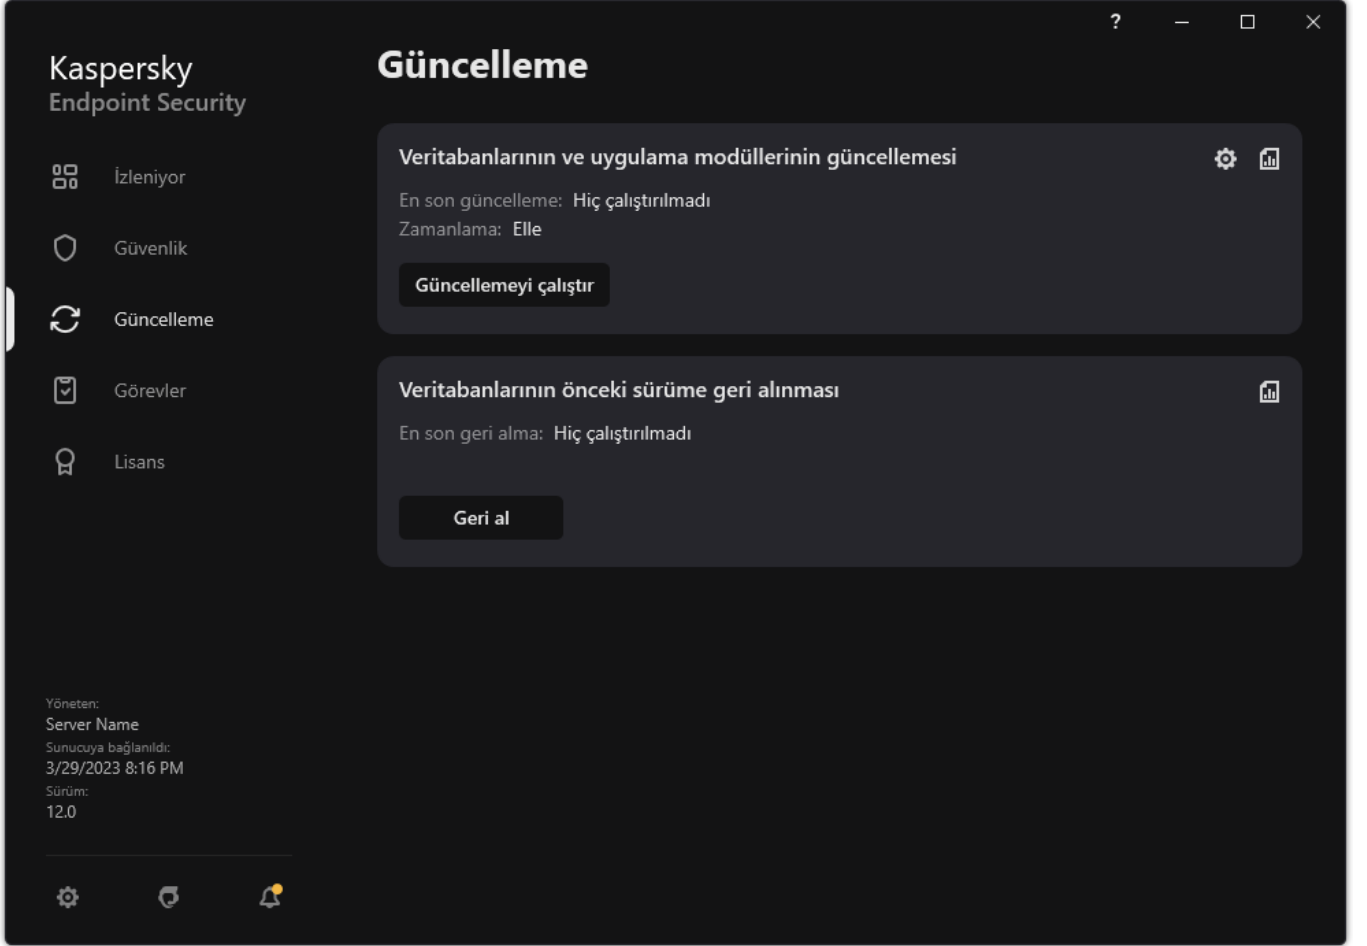 ?
Kaspersky
Endpoint Security
İzleniyor
Güvenlik
Güncelleme
Görevler
Lisans
Yöneten:
Server Name
Sunucuya bağlanıldı:
3/29/2023 8:16 PM
Sürüm:
12.0
Güncelleme
Veritabanlarının ve uygulama modüllerinin güncellemesi
En son güncelleme: Hiç çalıştırılmadı
Zamanlama: Elle
Güncellemeyi çalıştır
Veritabanlarının önceki sürüme geri alınması
En son geri alma: Hiç çalıştırılmadı
Geri al